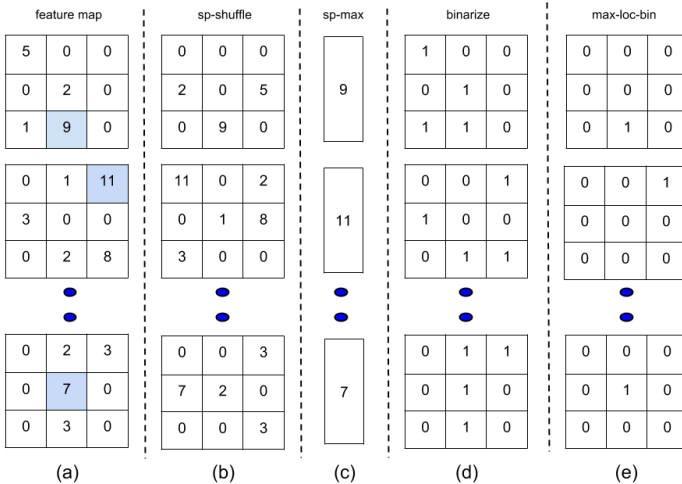 feature map sp-shuffle sp-max binarize max-loc-bin
5 0 0 0 0 0 1 0 0 0 0 0
0 2 0 2 0 5 9 0 1 0 0 0 0
1 9 0 0 9 0 1 1 0 0 1 0
0 1 11 11 0 2 0 0 1 0 0 1
3 0 0 0 1 8 11 1 0 0 0 0 0
0 2 8 3 0 0 0 1 1 0 0 0
0 2 3 0 0 3 0 1 1 0 0 0
0 7 0 7 2 0 7 0 1 0 0 1 0
0 3 0 0 0 3 0 1 0 0 0 0
(a) (b) (c) (d) (e)